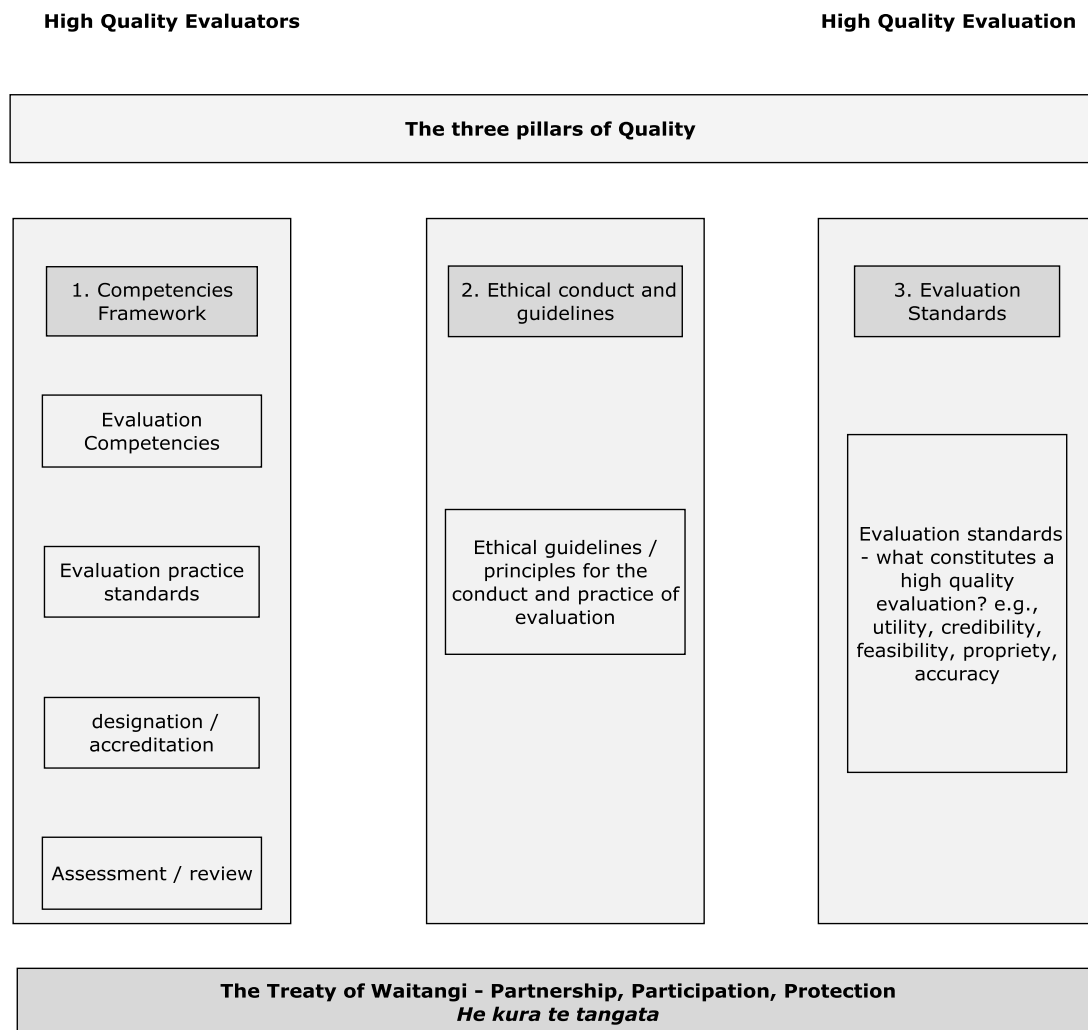 High Quality Evaluators
High Quality Evaluation
The three pillars of Quality
1. Competencies
Framework
Evaluation
Competencies
Evaluation practice
standards
designation /
accreditation
Assessment / review
2. Ethical conduct and
guidelines
Ethical guidelines /
principles for the
conduct and practice of
evaluation
3. Evaluation
Standards
Evaluation standards
- what constitutes a
high quality
evaluation? e.g.,
utility, credibility,
feasibility, propriety,
accuracy
The Treaty of Waitangi - Partnership, Participation, Protection
He kura te tangata